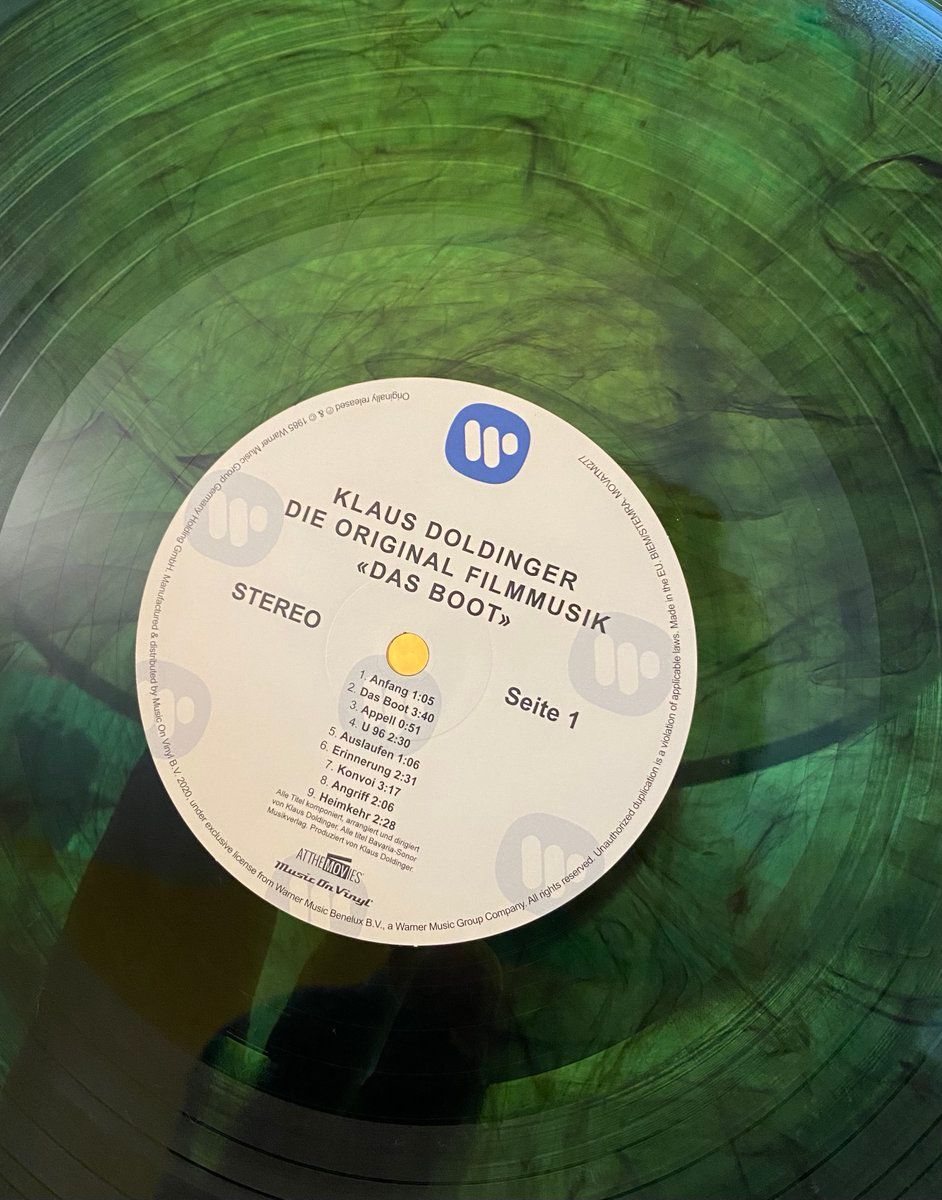 KLAUS DOLDINGER
DIE ORIGINAL FILMMUSIK
«DAS BOOT»
STEREO
Seite 1
1. Anfang 1:05
2. Das Boot 3:40
3. Appell 0:51
4. U 96 2:30
5. Auslaufen 1:06
6. Erinnerung 2:31
7. Konvoi 3:17
8. Angriff 2:06
9. Heimkehr 2:28
Alle Titel komponiert, arrangiert und dirigiert
von Klaus Doldinger. Alle titel Bavaria-Sonor
Musikverlag. Produziert von Klaus Doldinger.
AT THE MOVIES
Music On Vinyl
Originally released ℗ & © 1985 Warner Music Group Germany Holding GmbH. Manufactured & distributed by Music On Vinyl B.V. 2020, under exclusive license from Warner Music Benelux B.V., a Warner Music Group Company. All rights reserved. Unauthorized duplication is a violation of applicable laws. Made in the EU. BIEM/STEMRA. MOVATM277